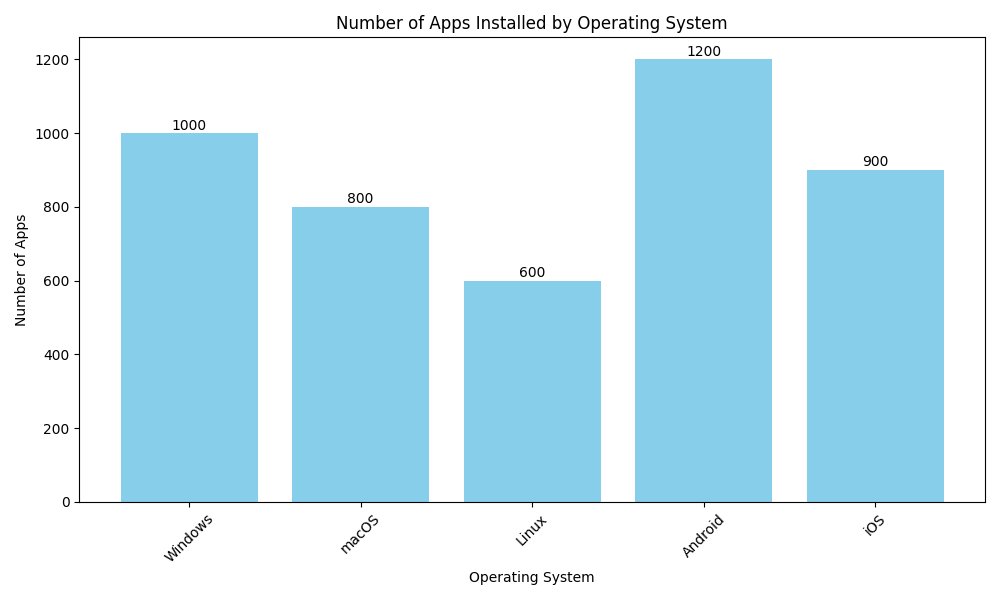 Number of Apps Installed by Operating System
Number of Apps
1200
1000
800
600
400
200
0
1000
800
600
1200
900
Windows
macOS
Linux
Android
iOS
Operating System